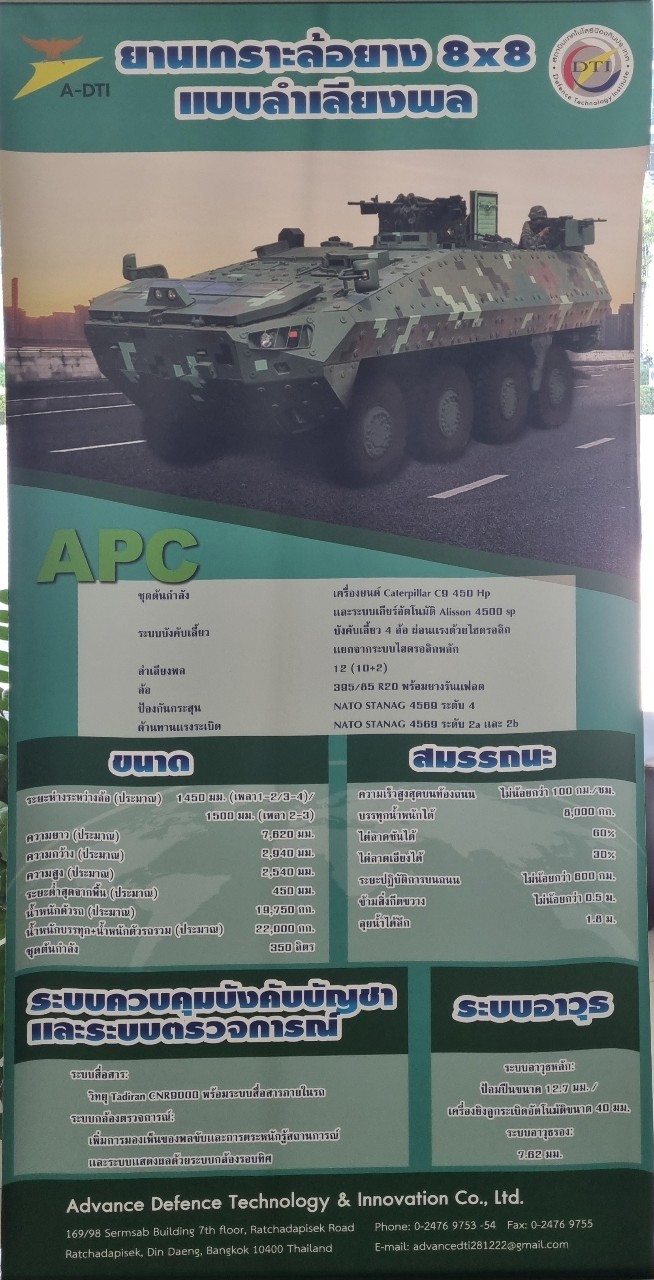 A-DTI
ยานเกราะล้อยาง 8x8
แบบลำเลียงพล
สถาบันเทคโนโลยีป้องกันประเทศ
DTI
Defence Technology Institute
APC
ชุดต้นกำลัง เครื่องยนต์ Caterpillar C9 450 Hp
และระบบเกียร์อัตโนมัติ Alisson 4500 sp
ระบบบังคับเลี้ยว บังคับเลี้ยว 4 ล้อ ผ่อนแรงด้วยไฮดรอลิก
แยกจากระบบไฮดรอลิกหลัก
ลำเลียงพล 12 (10+2)
ล้อ 395/85 R20 พร้อมยางรันแฟลต
ป้องกันกระสุน NATO STANAG 4569 ระดับ 4
ต้านทานแรงระเบิด NATO STANAG 4569 ระดับ 2a และ 2b
ขนาด
ระยะห่างระหว่างล้อ (ประมาณ) 1450 มม. (เพลา1-2/3-4)/
1500 มม. (เพลา 2-3)
ความยาว (ประมาณ) 7,620 มม.
ความกว้าง (ประมาณ) 2,940 มม.
ความสูง (ประมาณ) 2,540 มม.
ระยะต่ำสุดจากพื้น (ประมาณ) 450 มม.
น้ำหนักตัวรถ (ประมาณ) 19,750 กก.
น้ำหนักบรรทุก+น้ำหนักตัวรถรวม (ประมาณ) 22,000 กก.
ชุดต้นกำลัง 350 ลิตร
สมรรถนะ
ความเร็วสูงสุดบนท้องถนน ไม่น้อยกว่า 100 กม./ชม.
บรรทุกน้ำหนักได้ 6,000 กก.
ไต่ลาดชันได้ 60%
ไต่ลาดเอียงได้ 30%
ระยะปฏิบัติการบนถนน ไม่น้อยกว่า 600 กม.
ข้ามสิ่งกีดขวาง ไม่น้อยกว่า 0.5 ม.
ลุยน้ำได้ลึก 1.8 ม.
ระบบควบคุมบังคับบัญชา
และระบบตรวจการณ์
ระบบสื่อสาร:
วิทยุ Tadiran CNR9000 พร้อมระบบสื่อสารภายในรถ
ระบบกล้องตรวจการณ์:
เพิ่มการมองเห็นของพลขับและการตระหนักรู้สถานการณ์
และระบบแสดงผลด้วยระบบกล้องรอบทิศ
ระบบอาวุธ
ระบบอาวุธหลัก:
ป้อมปืนขนาด 12.7 มม. /
เครื่องยิงลูกระเบิดอัตโนมัติขนาด 40 มม.
ระบบอาวุธรอง:
7.62 มม.
Advance Defence Technology & Innovation Co., Ltd.
169/98 Sermsab Building 7th floor, Ratchadapisek Road Phone: 0-2476 9753 -54 Fax: 0-2476 9755
Ratchadapisek, Din Daeng, Bangkok 10400 Thailand E-mail: advancedti281222@gmail.com